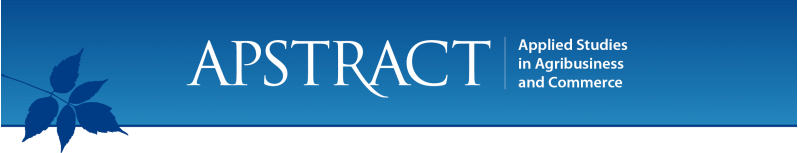 APSTRACT
Applied Studies
in Agribusiness
and Commerce